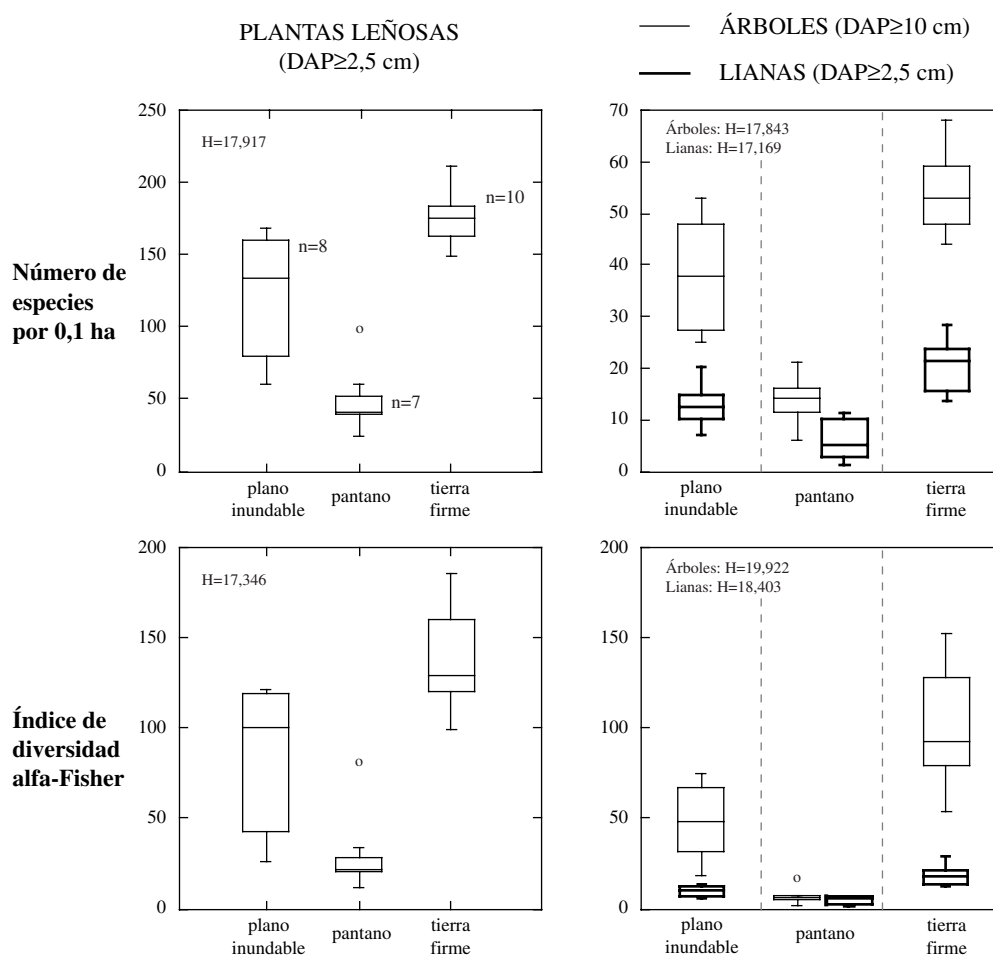 PLANTAS LEÑOSAS
(DAP≥2,5 cm)
ÁRBOLES (DAP≥10 cm)
LIANAS (DAP≥2,5 cm)
Número de
especies
por 0,1 ha
250
200
150
100
50
0
H=17,917
n=8
o
n=7
n=10
plano
inundable
pantano
tierra
firme
70
60
50
40
30
20
10
0
Árboles: H=17,843
Lianas: H=17,169
plano
inundable
pantano
tierra
firme
Índice de
diversidad
alfa-Fisher
200
150
100
50
0
H=17,346
o
plano
inundable
pantano
tierra
firme
200
150
100
50
0
Árboles: H=19,922
Lianas: H=18,403
o
plano
inundable
pantano
tierra
firme